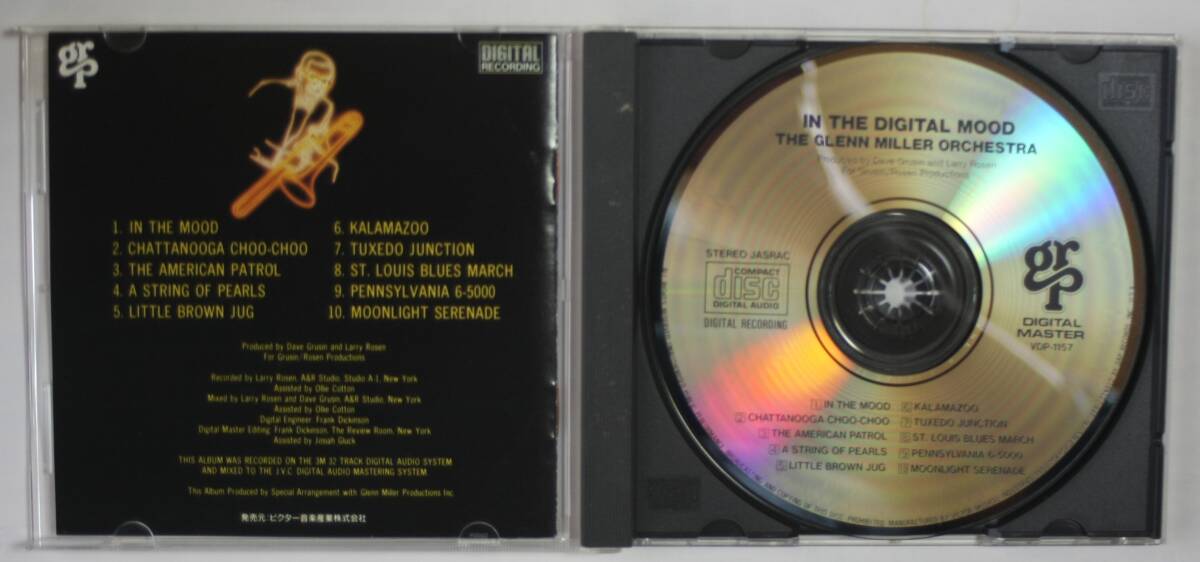 grp
DIGITAL
RECORDING
1. IN THE MOOD
2. CHATTANOOGA CHOO-CHOO
3. THE AMERICAN PATROL
4. A STRING OF PEARLS
5. LITTLE BROWN JUG
6. KALAMAZOO
7. TUXEDO JUNCTION
8. ST. LOUIS BLUES MARCH
9. PENNSYLVANIA 6-5000
10. MOONLIGHT SERENADE
Produced by Dave Grusin and Larry Rosen
For Grusin/Rosen Productions
Recorded by Larry Rosen, A&R Studio, Studio A-1, New York
Assisted by Ollie Cotton
Mixed by Larry Rosen and Dave Grusin, A&R Studio, New York
Assisted by Ollie Cotton
Digital Engineer: Frank Dickinson
Digital Master Editing: Frank Dickinson, The Review Room, New York
Assisted by Josiah Gluck
THIS ALBUM WAS RECORDED ON THE 3M 32 TRACK DIGITAL AUDIO SYSTEM
AND MIXED TO THE J.V.C. DIGITAL AUDIO MASTERING SYSTEM
This Album Produced by Special Arrangement with Glenn Miller Productions Inc.
発売元:ビクター音楽産業株式会社
disc
IN THE DIGITAL MOOD
THE GLENN MILLER ORCHESTRA
Produced by Dave Grusin and Larry Rosen
For Grusin/Rosen Productions
STEREO JASRAC
COMPACT
disc
DIGITAL AUDIO
DIGITAL RECORDING
grp
DIGITAL
MASTER
VDP-1157
1 IN THE MOOD
2 CHATTANOOGA CHOO-CHOO
3 THE AMERICAN PATROL
4 A STRING OF PEARLS
5 LITTLE BROWN JUG
6 KALAMAZOO
7 TUXEDO JUNCTION
8 ST. LOUIS BLUES MARCH
9 PENNSYLVANIA 6-5000
10 MOONLIGHT SERENADE
AND COPYING OF THIS DISC PROHIBITED. MANUFACTURED BY